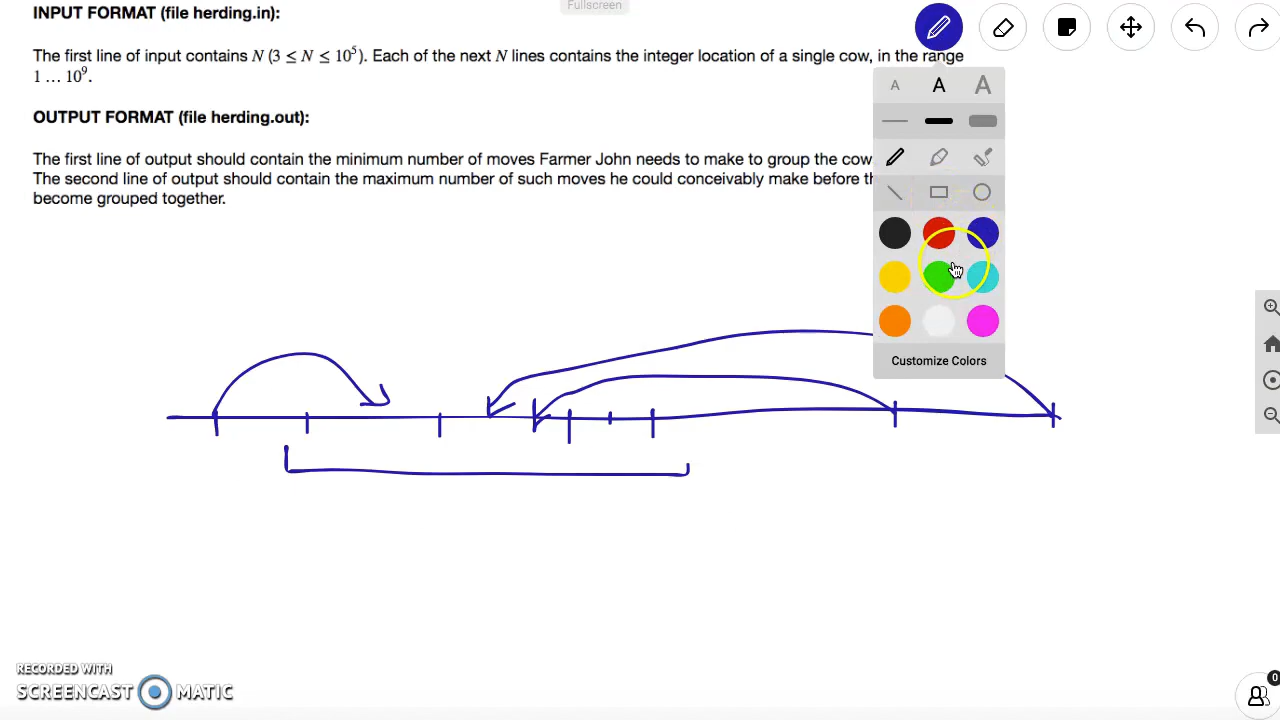 Fullscreen
INPUT FORMAT (file herding.in):
The first line of input contains N (3 ≤ N ≤ 10⁵). Each of the next N lines contains the integer location of a single cow, in the range
1 … 10⁹.
OUTPUT FORMAT (file herding.out):
The first line of output should contain the minimum number of moves Farmer John needs to make to group the cow
The second line of output should contain the maximum number of such moves he could conceivably make before th
become grouped together.
A A A
Customize Colors
RECORDED WITH
SCREENCAST MATIC
0